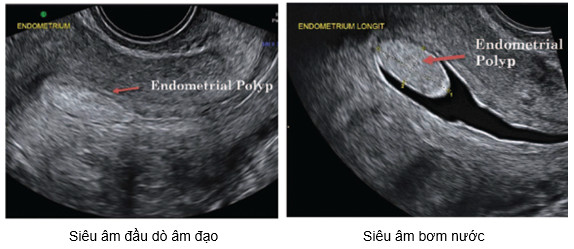 ENDOMETRIUM
Endometrial Polyp
ENDOMETRIUM LONGIT
Endometrial
Polyp
Siêu âm đầu dò âm đạo
Siêu âm bơm nước